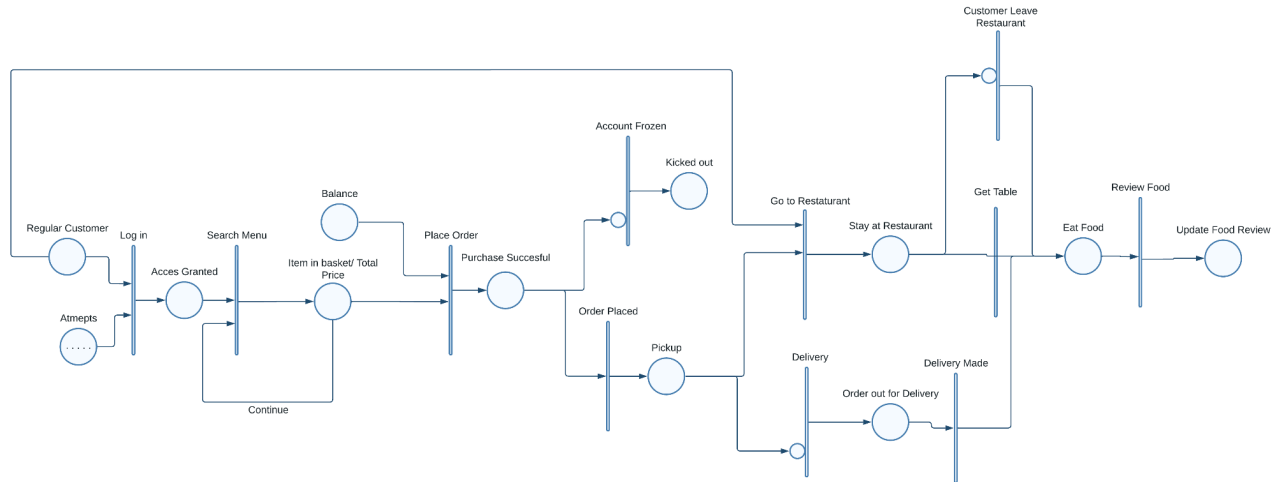 Customer Leave
Restaurant
Account Frozen
Kicked out
Balance
Go to Restaturant
Get Table
Review Food
Regular Customer
Log in
Search Menu
Place Order
Stay at Restaurant
Eat Food
Update Food Review
Acces Granted
Item in basket/ Total
Price
Purchase Succesful
Atmepts
.....
Order Placed
Pickup
Delivery
Delivery Made
Order out for Delivery
Continue